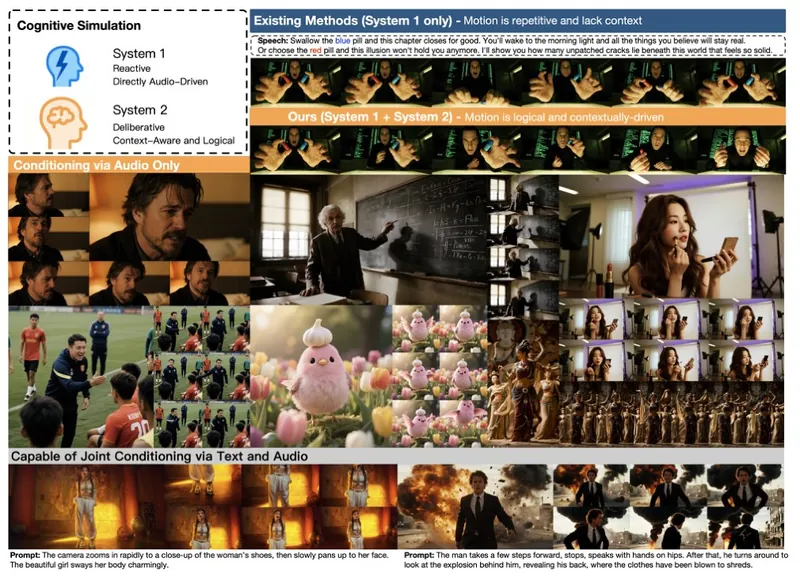 Cognitive Simulation
System 1
Reactive
Directly Audio-Driven
System 2
Deliberative
Context-Aware and Logical
Existing Methods (System 1 only) - Motion is repetitive and lack context
Speech: Swallow the blue pill and this chapter closes for good. You'll wake to the morning light and all the things you believe will stay real.
Or choose the red pill and this illusion won't hold you anymore. I'll show you how many unpatched cracks lie beneath this world that feels so solid.
Ours (System 1 + System 2) - Motion is logical and contextually-driven
Conditioning via Audio Only
Capable of Joint Conditioning via Text and Audio
Prompt: The camera zooms in rapidly to a close-up of the woman's shoes, then slowly pans up to her face.
The beautiful girl sways her body charmingly.
Prompt: The man takes a few steps forward, stops, speaks with hands on hips. After that, he turns around to
look at the explosion behind him, revealing his back, where the clothes have been blown to shreds.